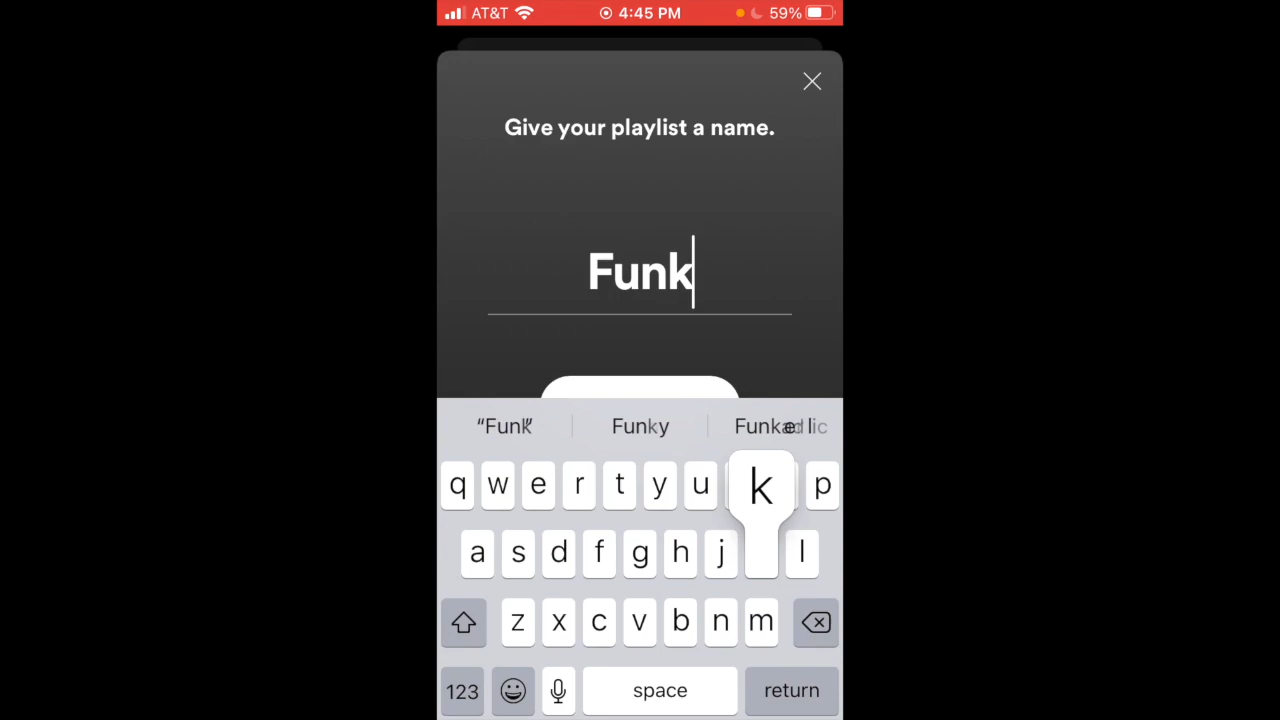 AT&T 4:45 PM 59%
Give your playlist a name.
Funk
“Funk” Funky
q w e r t y u k p
a s d f g h j l
z x c v b n m
123 space return